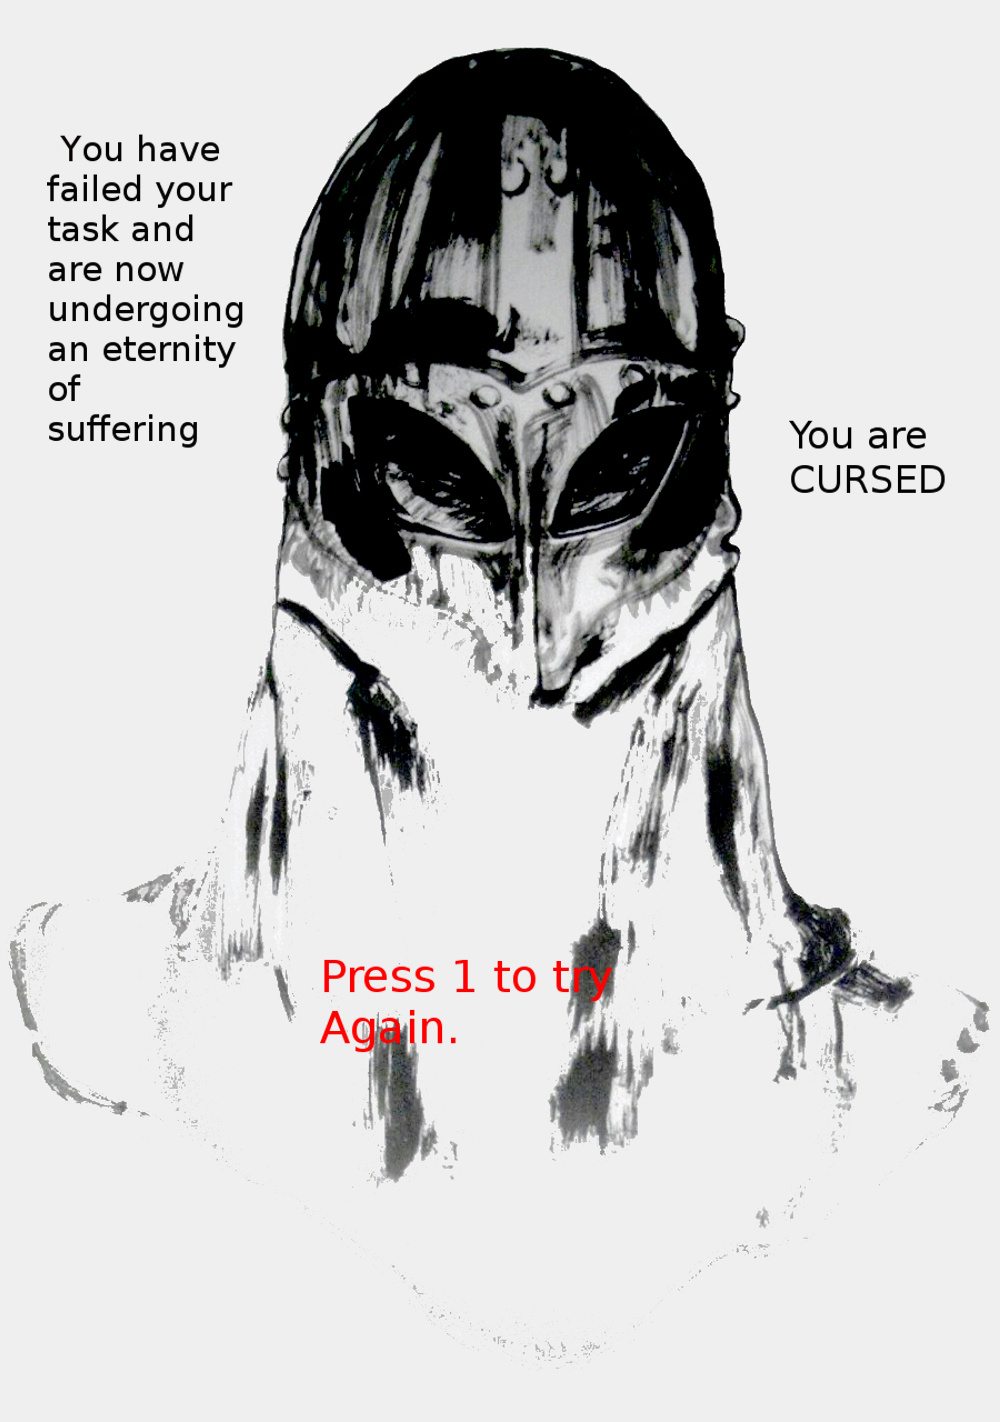 You have
failed your
task and
are now
undergoing
an eternity
of
suffering
You are
CURSED
Press 1 to try
Again.